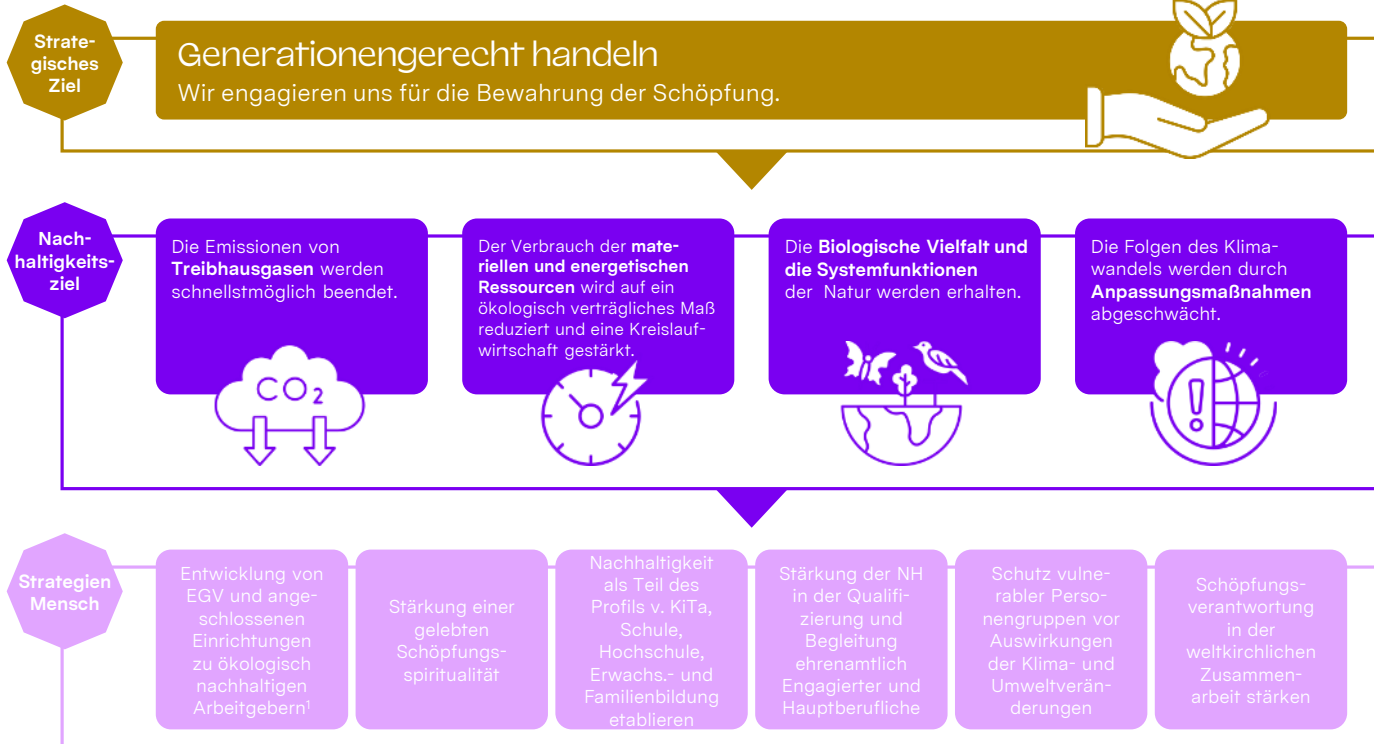 Strate-
gisches
Ziel
Generationengerecht handeln
Wir engagieren uns für die Bewahrung der Schöpfung.
Nach-
haltigkeits-
ziel
Die Emissionen von
Treibhausgasen werden
schnellstmöglich beendet.
CO2
Der Verbrauch der mate-
riellen und energetischen
Ressourcen wird auf ein
ökologisch verträgliches Maß
reduziert und eine Kreislauf-
wirtschaft gestärkt.
Die Biologische Vielfalt und
die Systemfunktionen
der Natur werden erhalten.
Die Folgen des Klima-
wandels werden durch
Anpassungsmaßnahmen
abgeschwächt.
!
Strategien
Mensch
Entwicklung von
EGV und ange-
schlossenen
Einrichtungen
zu ökologisch
nachhaltigen
Arbeitgebern¹
Stärkung einer
gelebten
Schöpfungs-
spiritualität
Nachhaltigkeit
als Teil des
Profils v. KiTa,
Schule,
Hochschule,
Erwachs.- und
Familienbildung
etablieren
Stärkung der NH
in der Qualifi-
zierung und
Begleitung
ehrenamtlich
Engagierter und
Hauptberufliche
Schutz vulne-
rabler Perso-
nengruppen vor
Auswirkungen
der Klima- und
Umweltverän-
derungen
Schöpfungs-
verantwortung
in der
weltkirchlichen
Zusammen-
arbeit stärken